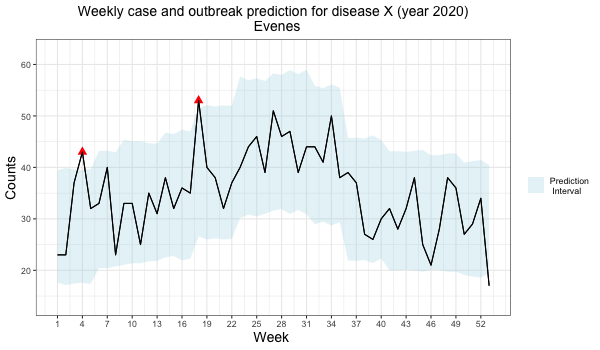 Weekly case and outbreak prediction for disease X (year 2020)
Evenes
Counts
60
50
40
30
20
1 4 7 10 13 16 19 22 25 28 31 34 37 40 43 46 49 52
Week
Prediction
Interval